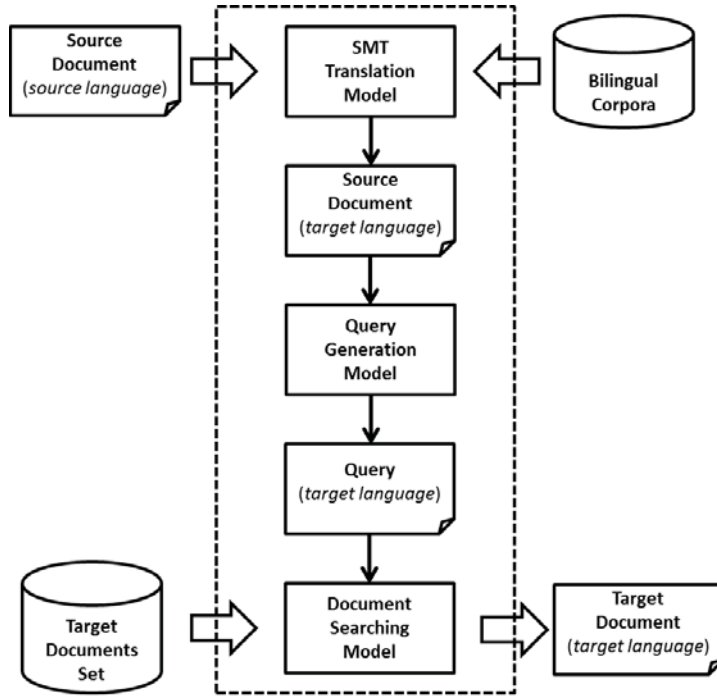 Source
Document
(source language)
SMT
Translation
Model
Bilingual
Corpora
Source
Document
(target language)
Query
Generation
Model
Query
(target language)
Target
Documents
Set
Document
Searching
Model
Target
Document
(target language)